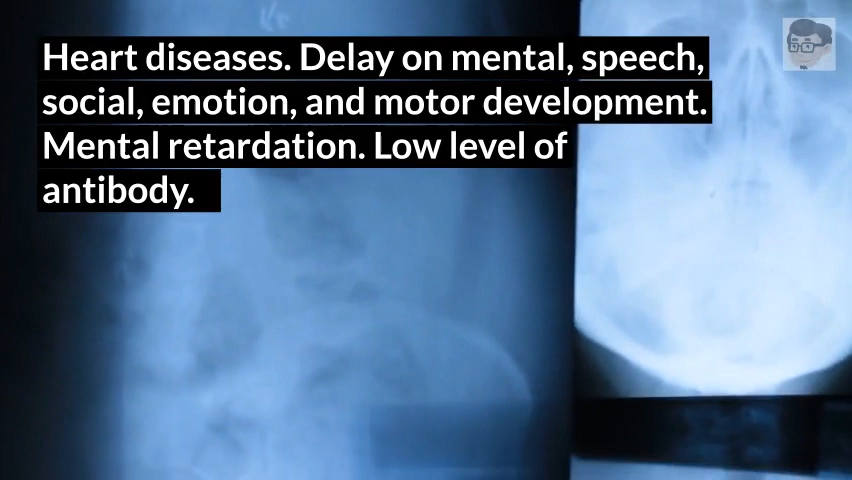 Heart diseases. Delay on mental, speech,
social, emotion, and motor development.
Mental retardation. Low level of
antibody.